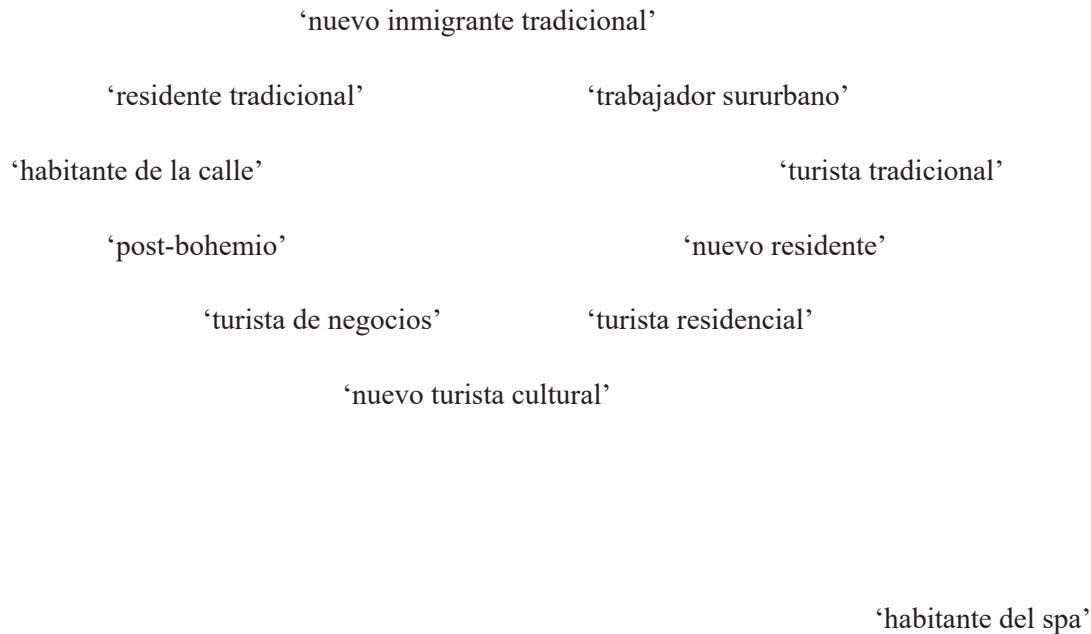 ‘nuevo inmigrante tradicional’
‘residente tradicional’ ‘trabajador sururbano’
‘habitante de la calle’ ‘turista tradicional’
‘post-bohemio’ ‘nuevo residente’
‘turista de negocios’ ‘turista residencial’
‘nuevo turista cultural’
‘habitante del spa’